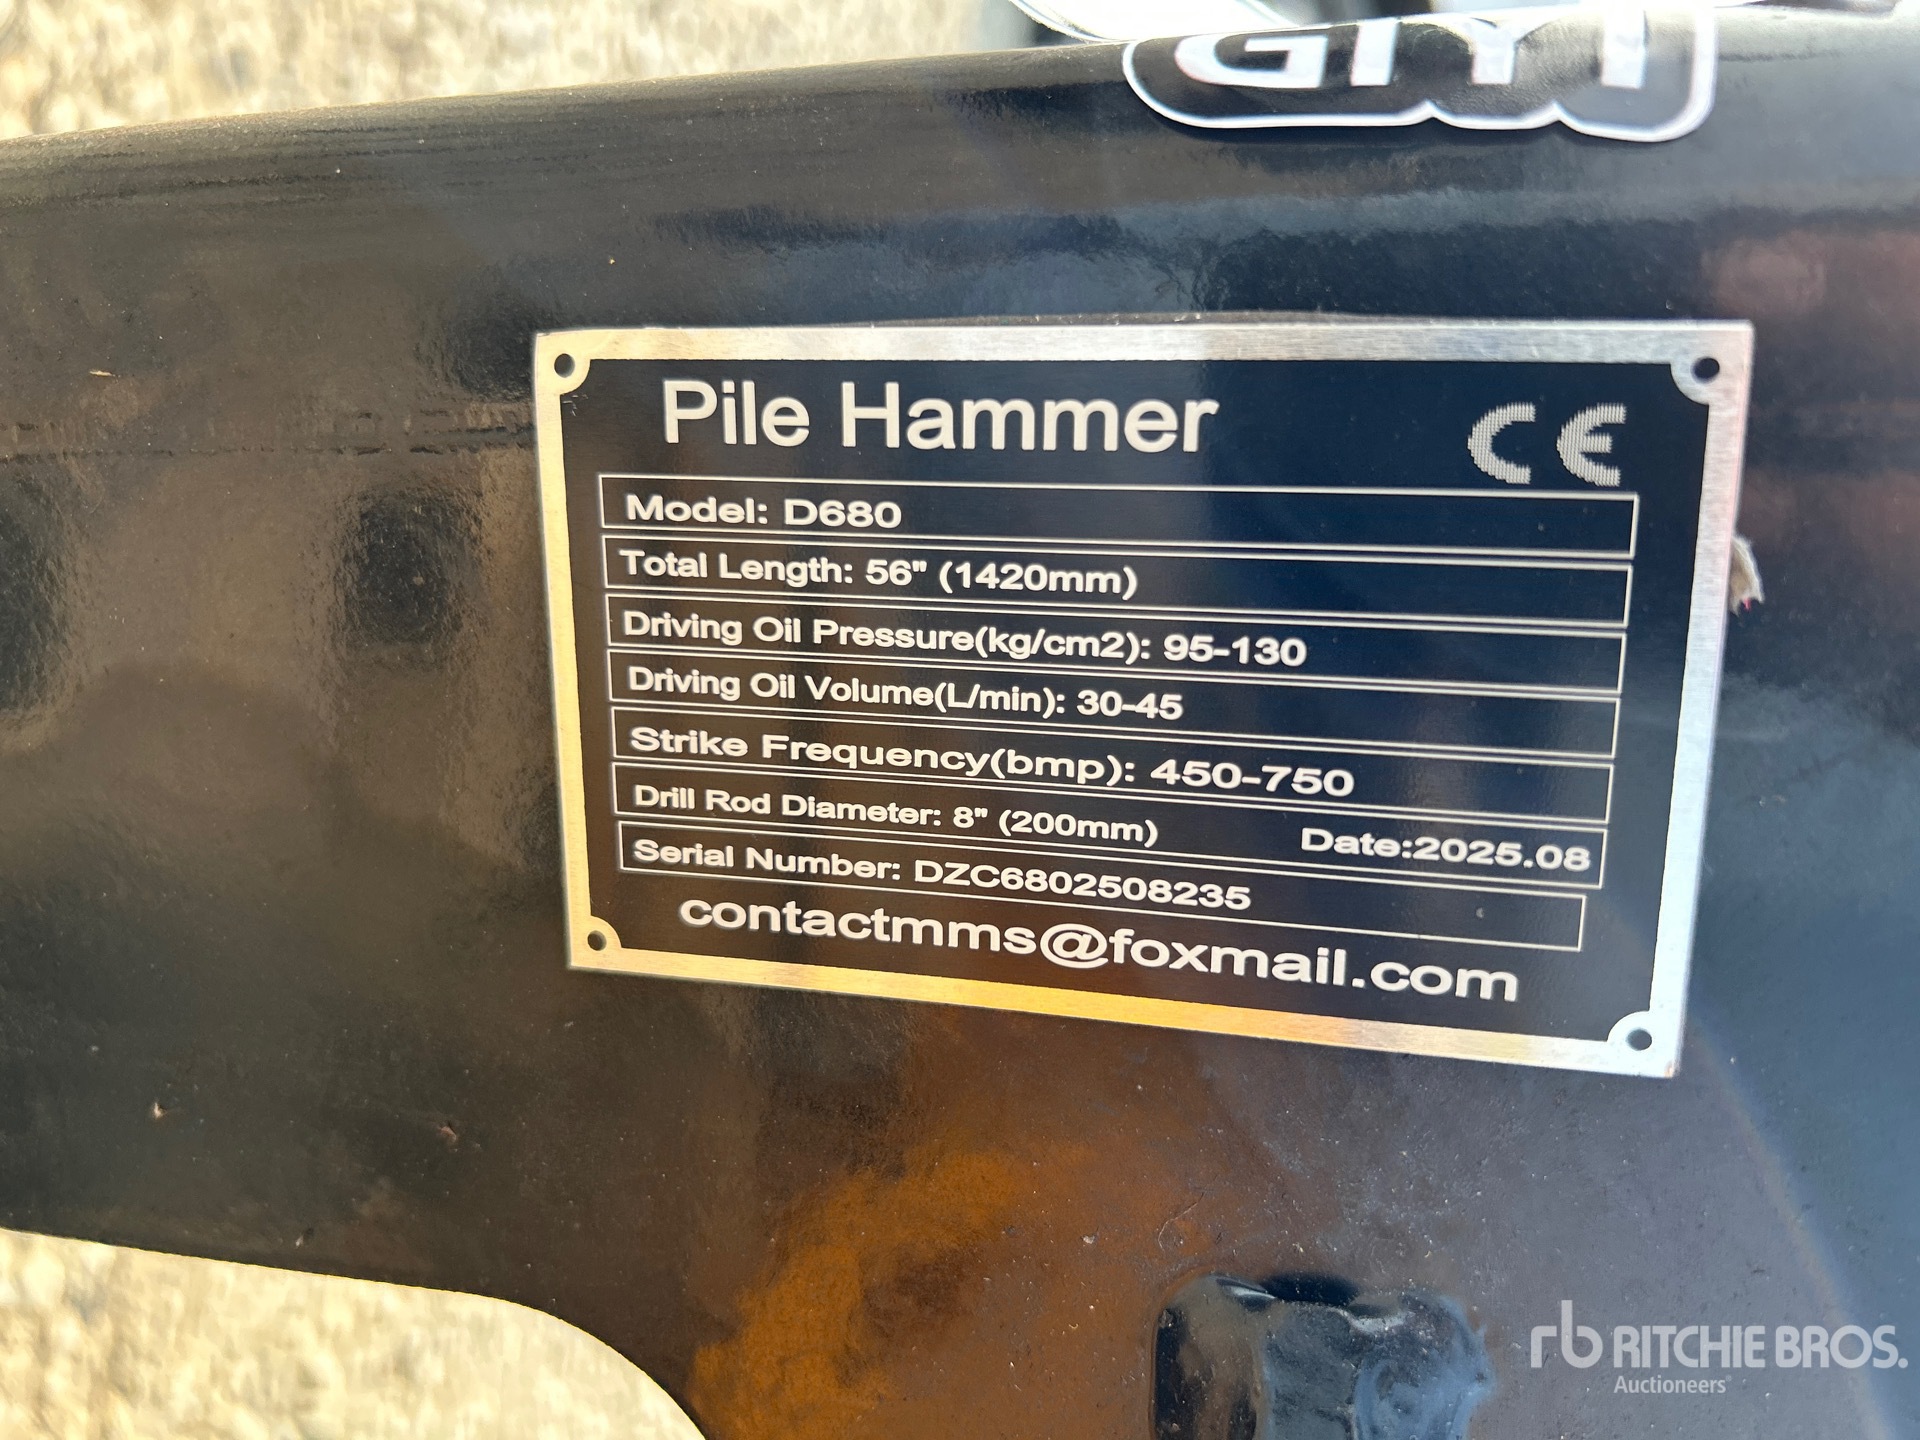 GIYI
Pile Hammer
CE
Model: D680
Total Length: 56" (1420mm)
Driving Oil Pressure(kg/cm2): 95-130
Driving Oil Volume(L/min): 30-45
Strike Frequency(bmp): 450-750
Drill Rod Diameter: 8" (200mm) Date:2025.08
Serial Number: DZC6802508235
contactmms@foxmail.com
rb RITCHIE BROS.
Auctioneers